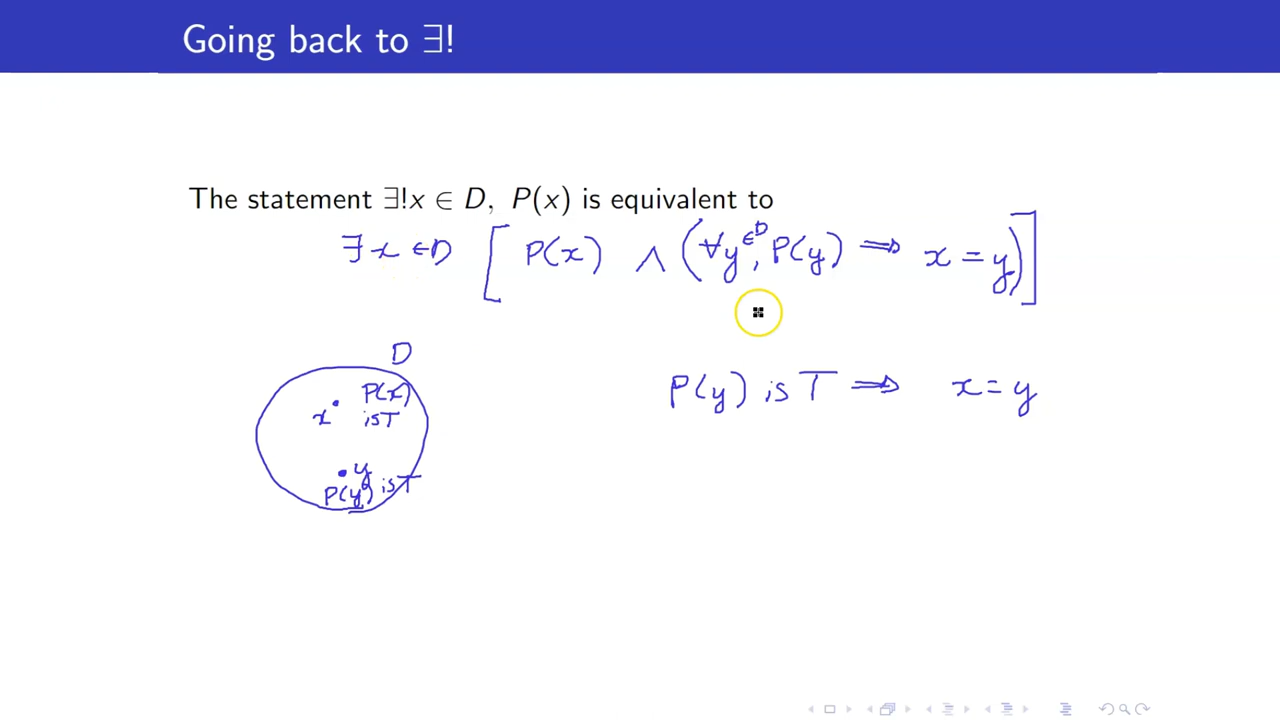 Going back to ∃!
The statement ∃!x ∈ D, P(x) is equivalent to
∃ x ∈ D [ P(x) ∧ (∀y ∈ D, P(y) ⟹ x = y) ]
D
P(x)
x is T
y
P(y) is T
P(y) is T ⟹ x = y